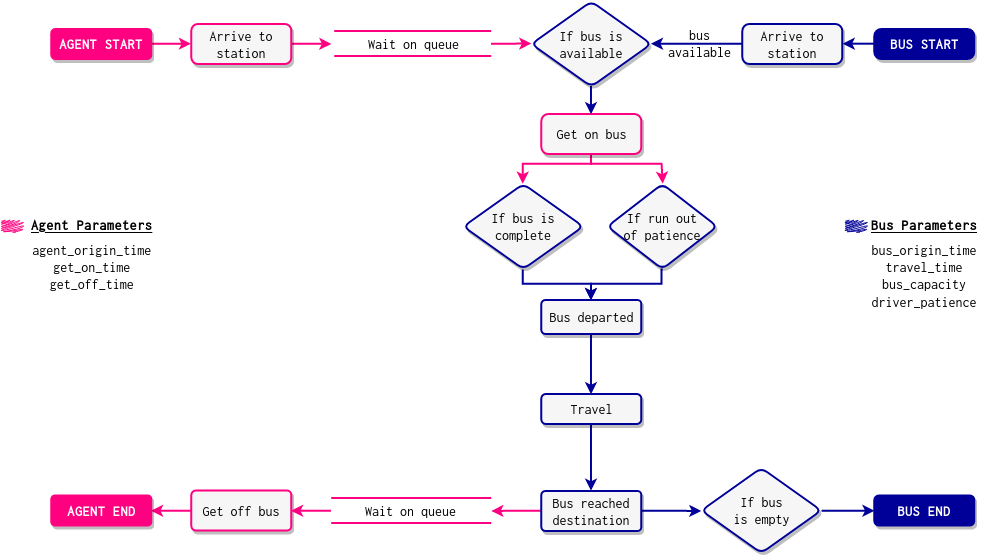 AGENT START
Arrive to
station
Wait on queue
If bus is
available
bus
available
Arrive to
station
BUS START
Get on bus
If bus is
complete
If run out
of patience
Agent Parameters
agent_origin_time
get_on_time
get_off_time
Bus Parameters
bus_origin_time
travel_time
bus_capacity
driver_patience
Bus departed
Travel
AGENT END
Get off bus
Wait on queue
Bus reached
destination
If bus
is empty
BUS END